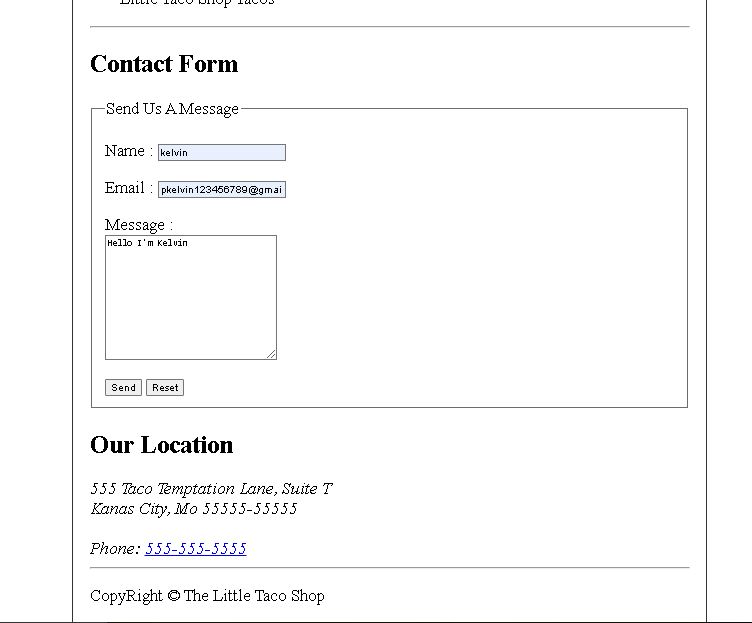 Little Taco Shop Tacos
Contact Form
Send Us A Message
Name : kelvin
Email : pkelvin123456789@gmai
Message :
Hello I'm Kelvin
Send Reset
Our Location
555 Taco Temptation Lane, Suite T
Kanas City, Mo 55555-55555
Phone: 555-555-5555
CopyRight © The Little Taco Shop